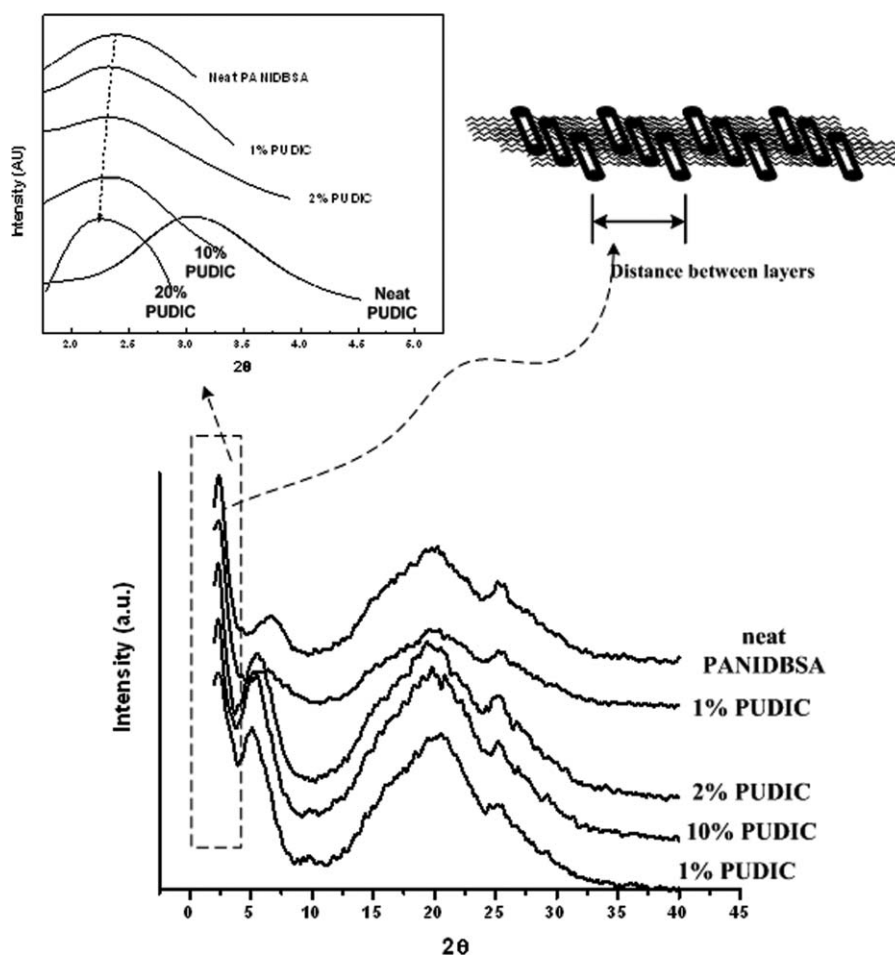 Intensity (AU)
Neat PANIDBSA
1% PUDIC
2% PUDIC
10%
PUDIC
20%
PUDIC
Neat
PUDIC
2.0 2.5 3.0 3.5 4.0 4.5 5.0
2θ
Distance between layers
Intensity (a.u.)
neat
PANIDBSA
1% PUDIC
2% PUDIC
10% PUDIC
1% PUDIC
0 5 10 15 20 25 30 35 40 45
2θ